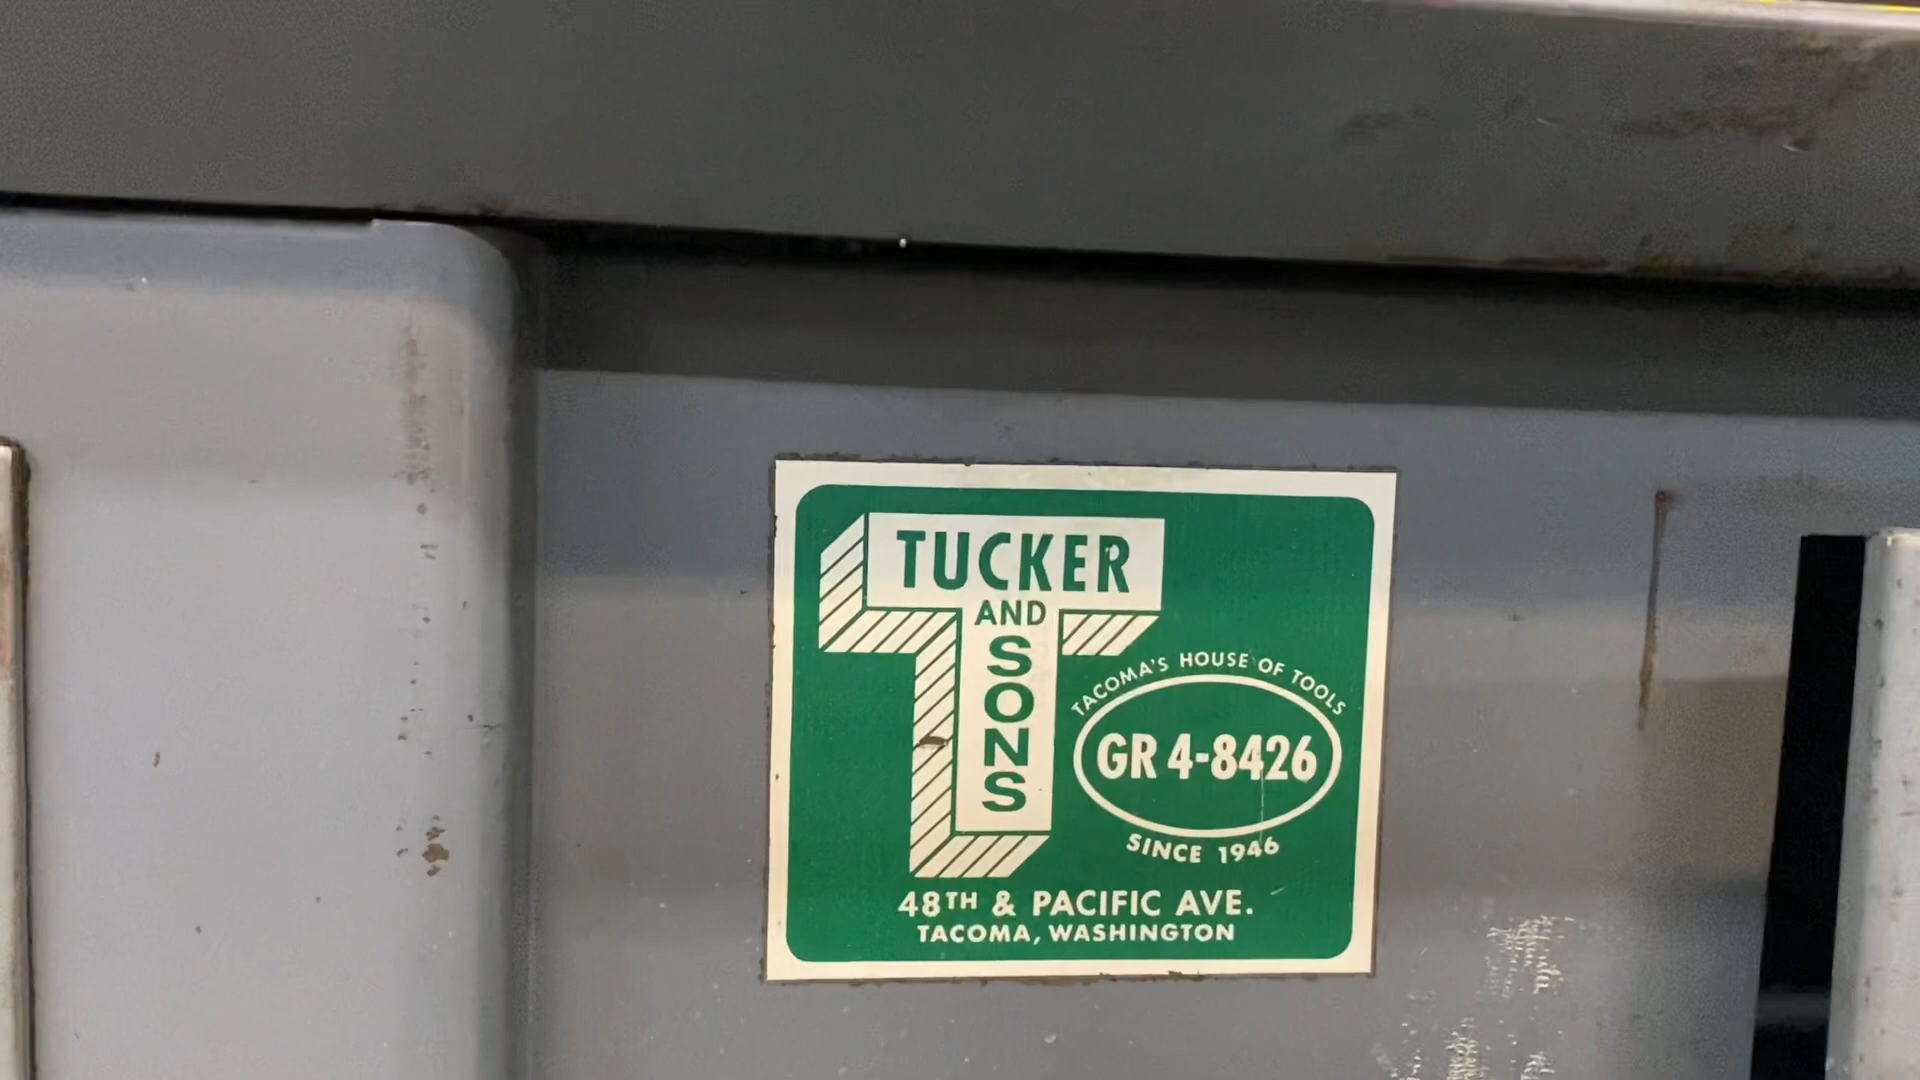 TUCKER
AND
SONS
TACOMA'S HOUSE OF TOOLS
GR 4-8426
SINCE 1946
48TH & PACIFIC AVE.
TACOMA, WASHINGTON